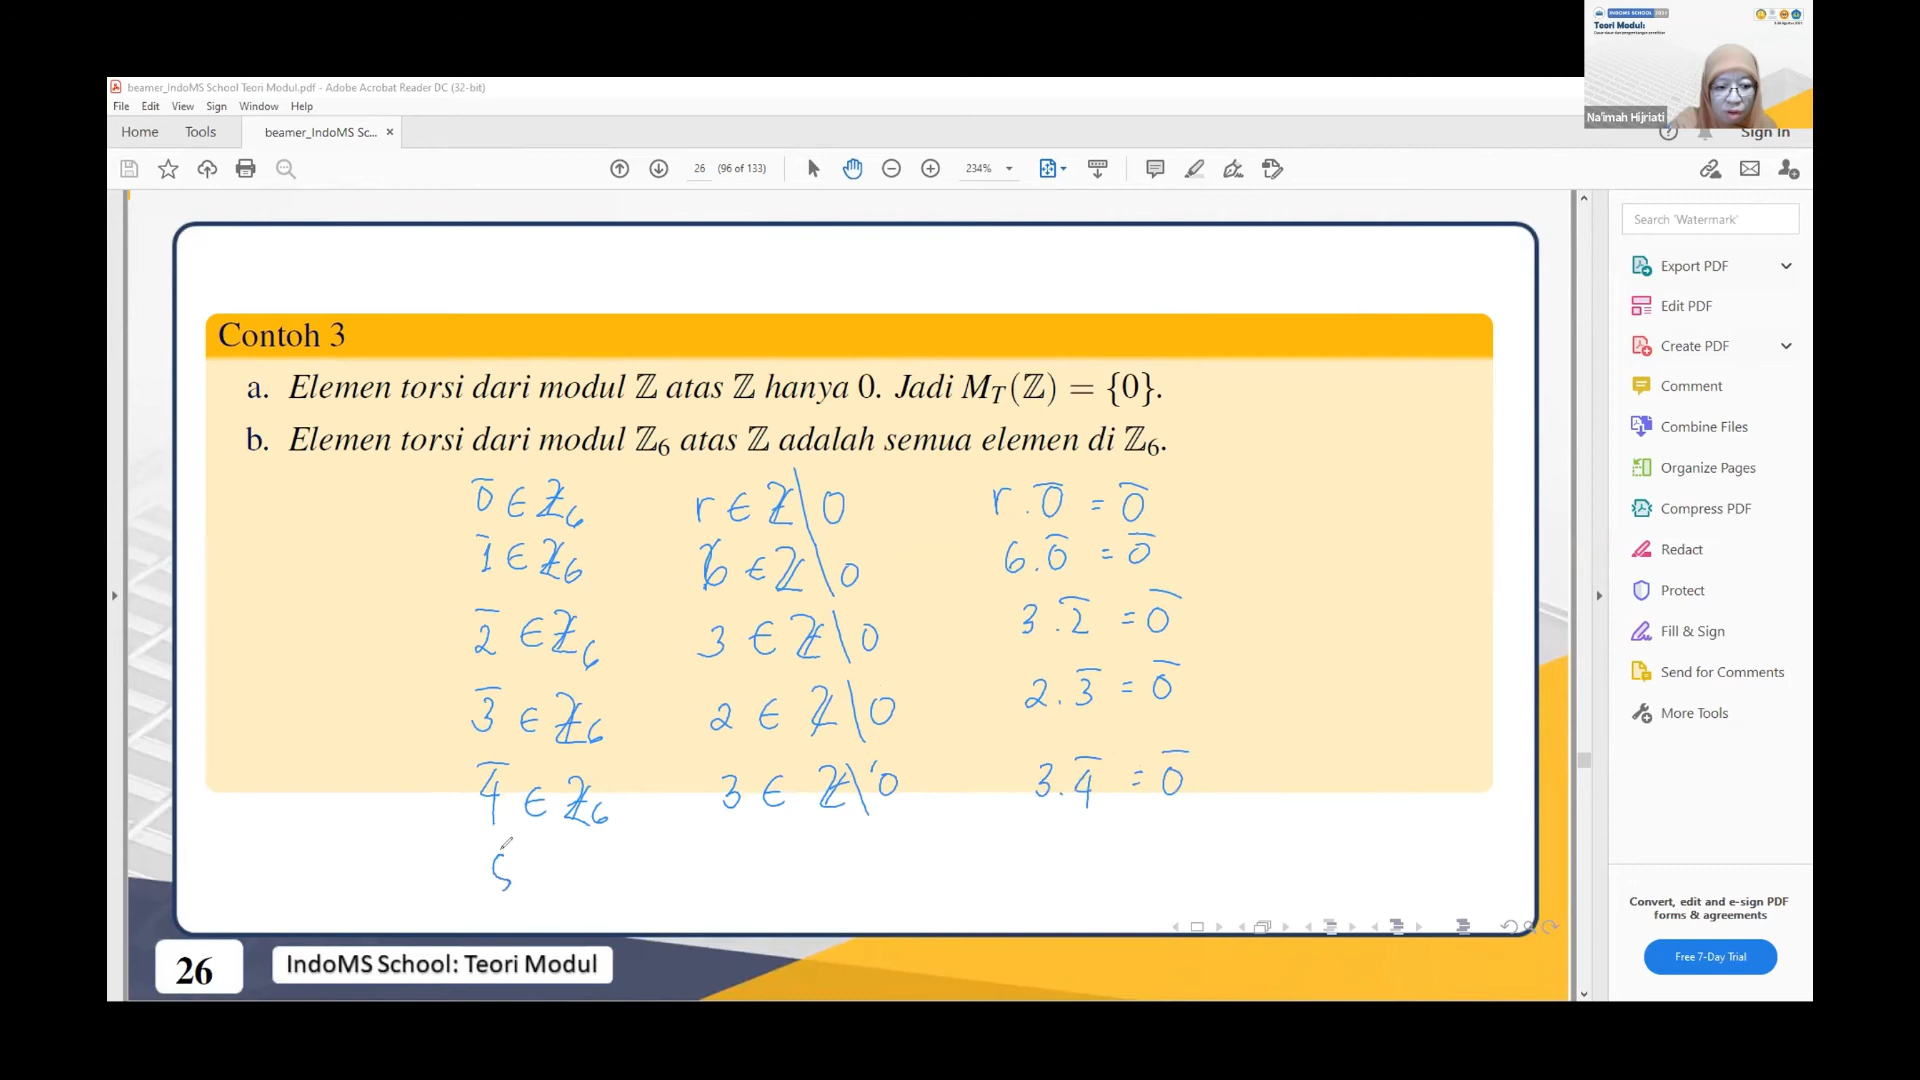 INDOMS SCHOOL 2021
Teori Modul:
Na'imah Hijriati
beamer_IndoMS School Teori Modul.pdf - Adobe Acrobat Reader DC (32-bit)
File Edit View Sign Window Help
Home Tools beamer_IndoMS Sc... × Sign In
26 (96 of 133) 234%
Search 'Watermark'
Export PDF
Edit PDF
Create PDF
Comment
Combine Files
Organize Pages
Compress PDF
Redact
Protect
Fill & Sign
Send for Comments
More Tools
Convert, edit and e-sign PDF
forms & agreements
Free 7-Day Trial
Contoh 3
a. Elemen torsi dari modul ℤ atas ℤ hanya 0. Jadi M_T(ℤ) = {0}.
b. Elemen torsi dari modul ℤ₆ atas ℤ adalah semua elemen di ℤ₆.
0̅ ∈ ℤ₆ r ∈ ℤ\0 r . 0̅ = 0̅
1̅ ∈ ℤ₆ 6 ∈ ℤ\0 6 . 0̅ = 0̅
2̅ ∈ ℤ₆ 3 ∈ ℤ\0 3 . 2̅ = 0̅
3̅ ∈ ℤ₆ 2 ∈ ℤ\0 2 . 3̅ = 0̅
4̅ ∈ ℤ₆ 3 ∈ ℤ\0 3 . 4̅ = 0̅
26 IndoMS School: Teori Modul